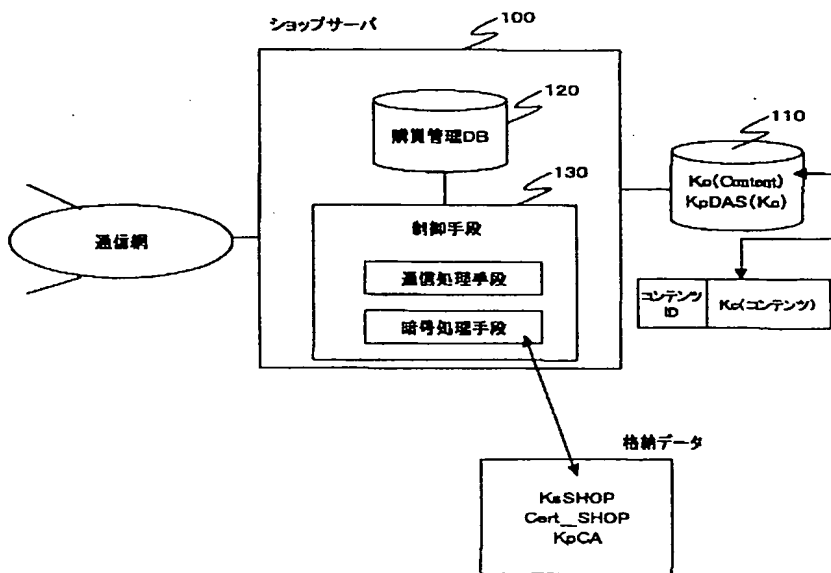 ショップサーバ
100
120
購買管理DB
110
Kc(Content)
KpDAS(Kc)
130
制御手段
通信網
通信処理手段
暗号処理手段
コンテンツ
ID
Kc(コンテンツ)
格納データ
KsSHOP
Cert__SHOP
KpCA